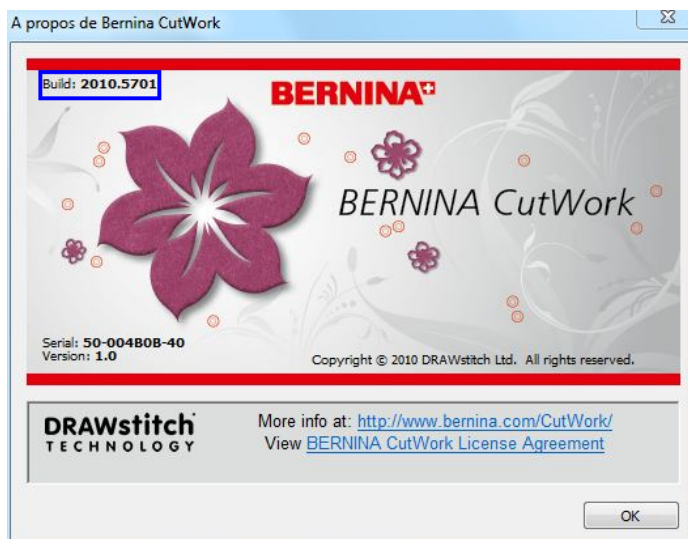 A propos de Bernina CutWork
Build: 2010.5701
BERNINA
BERNINA CutWork
Serial: 50-004B0B-40
Version: 1.0
Copyright © 2010 DRAWstitch Ltd. All rights reserved.
DRAWstitch
TECHNOLOGY
More info at: http://www.bernina.com/CutWork/
View BERNINA CutWork License Agreement
OK